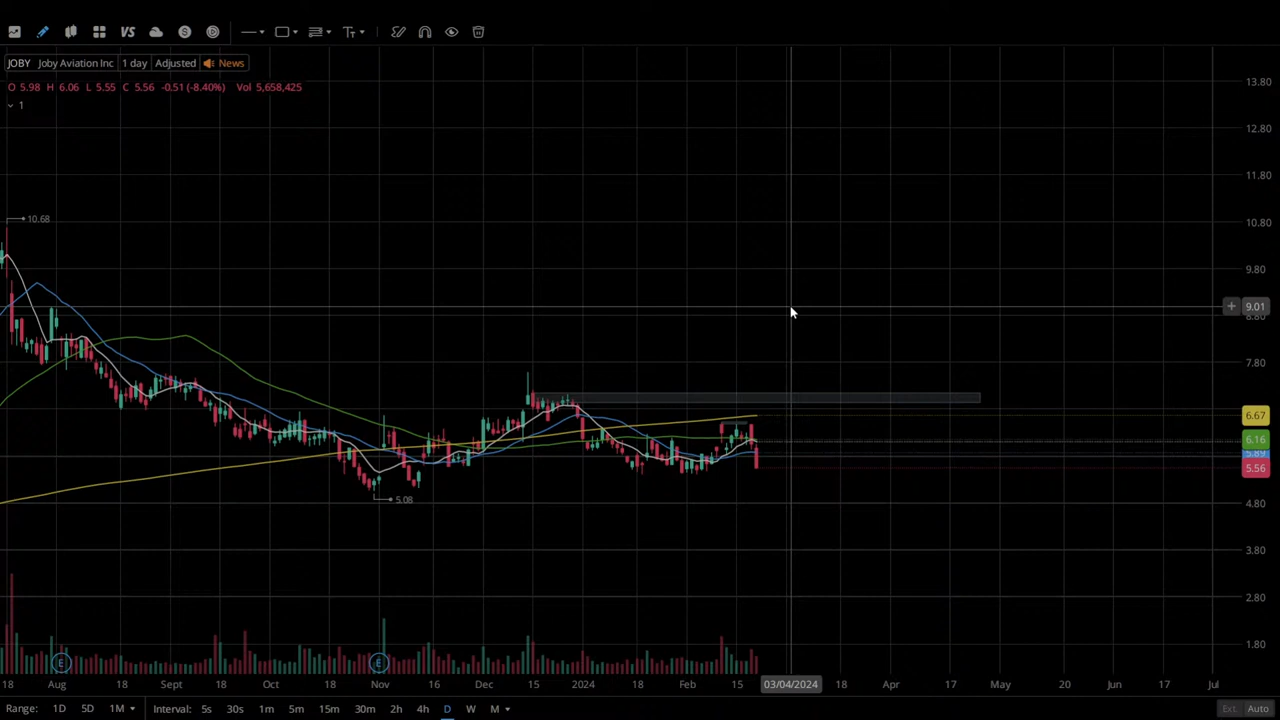 VS
S
T
JOBY Joby Aviation Inc 1 day Adjusted News
O 5.98 H 6.06 L 5.55 C 5.56 -0.51 (-8.40%) Vol 5,658,425
1
13.80
12.80
11.80
10.80
10.68
9.80
+ 9.01
8.80
7.80
6.67
6.16
5.89
5.56
5.08
4.80
3.80
2.80
1.80
E E
18 Aug 18 Sept 18 Oct 18 Nov 16 Dec 15 2024 18 Feb 15 03/04/2024 18 Apr 17 May 20 Jun 17 Jul
Range: 1D 5D 1M Interval: 5s 30s 1m 5m 15m 30m 2h 4h D W M Ext. Auto